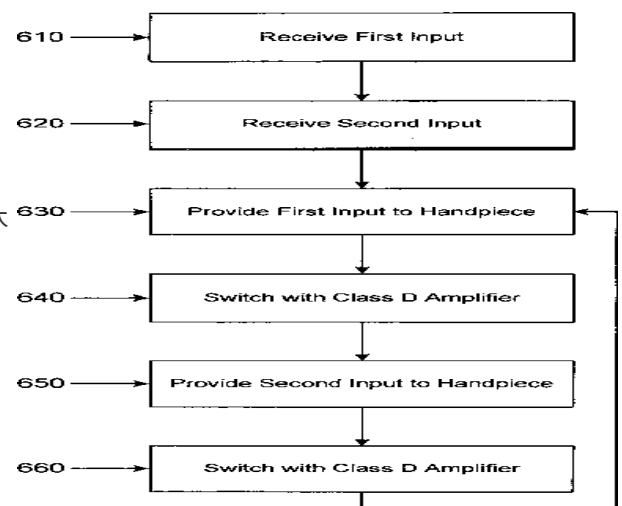 610 Receive First Input
620 Receive Second Input
630 Provide First Input to Handpiece
640 Switch with Class D Amplifier
650 Provide Second Input to Handpiece
660 Switch with Class D Amplifier